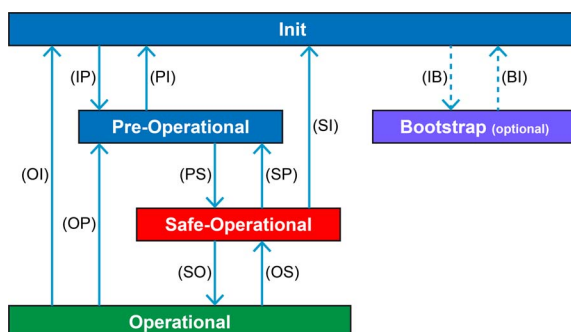 Init
(IP)
(PI)
(IB)
(BI)
Pre-Operational
Bootstrap (optional)
(SI)
(OI)
(PS)
(SP)
(OP)
Safe-Operational
(SO)
(OS)
Operational